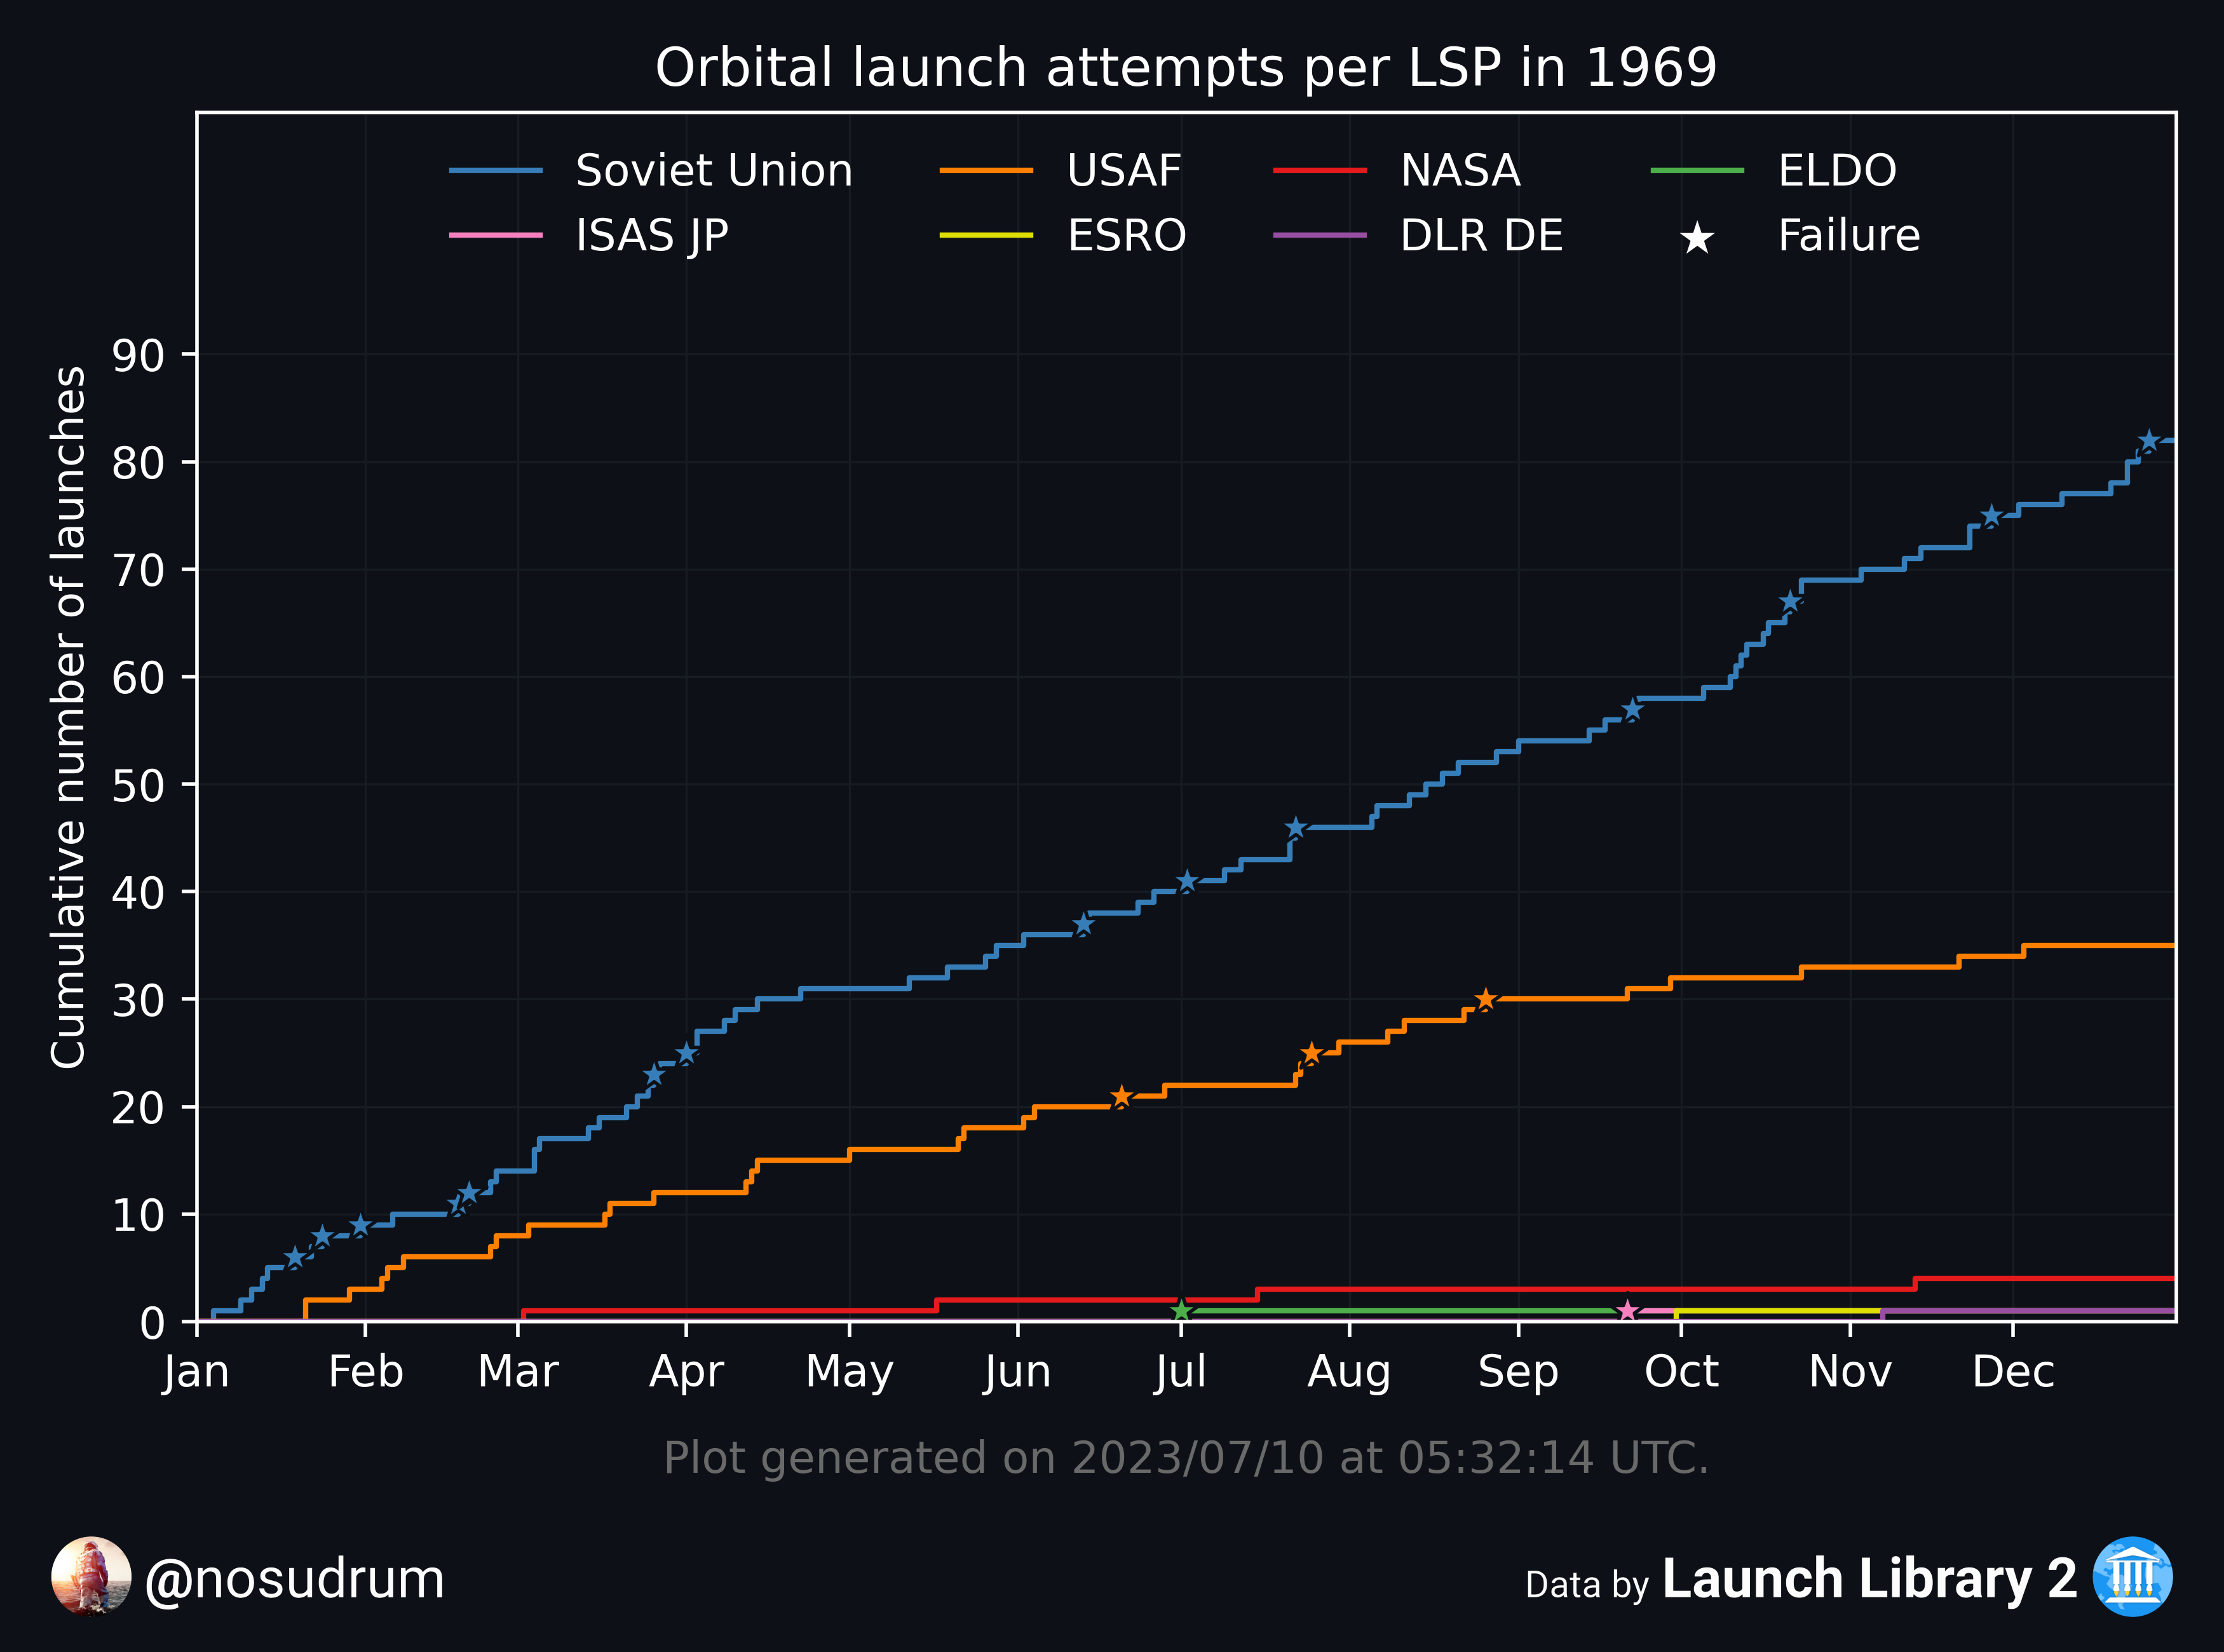 Orbital launch attempts per LSP in 1969
Soviet Union USAF NASA ELDO
ISAS JP ESRO DLR DE Failure
Cumulative number of launches
90
80
70
60
50
40
30
20
10
0
Jan Feb Mar Apr May Jun Jul Aug Sep Oct Nov Dec
Plot generated on 2023/07/10 at 05:32:14 UTC.
@nosudrum Data by Launch Library 2